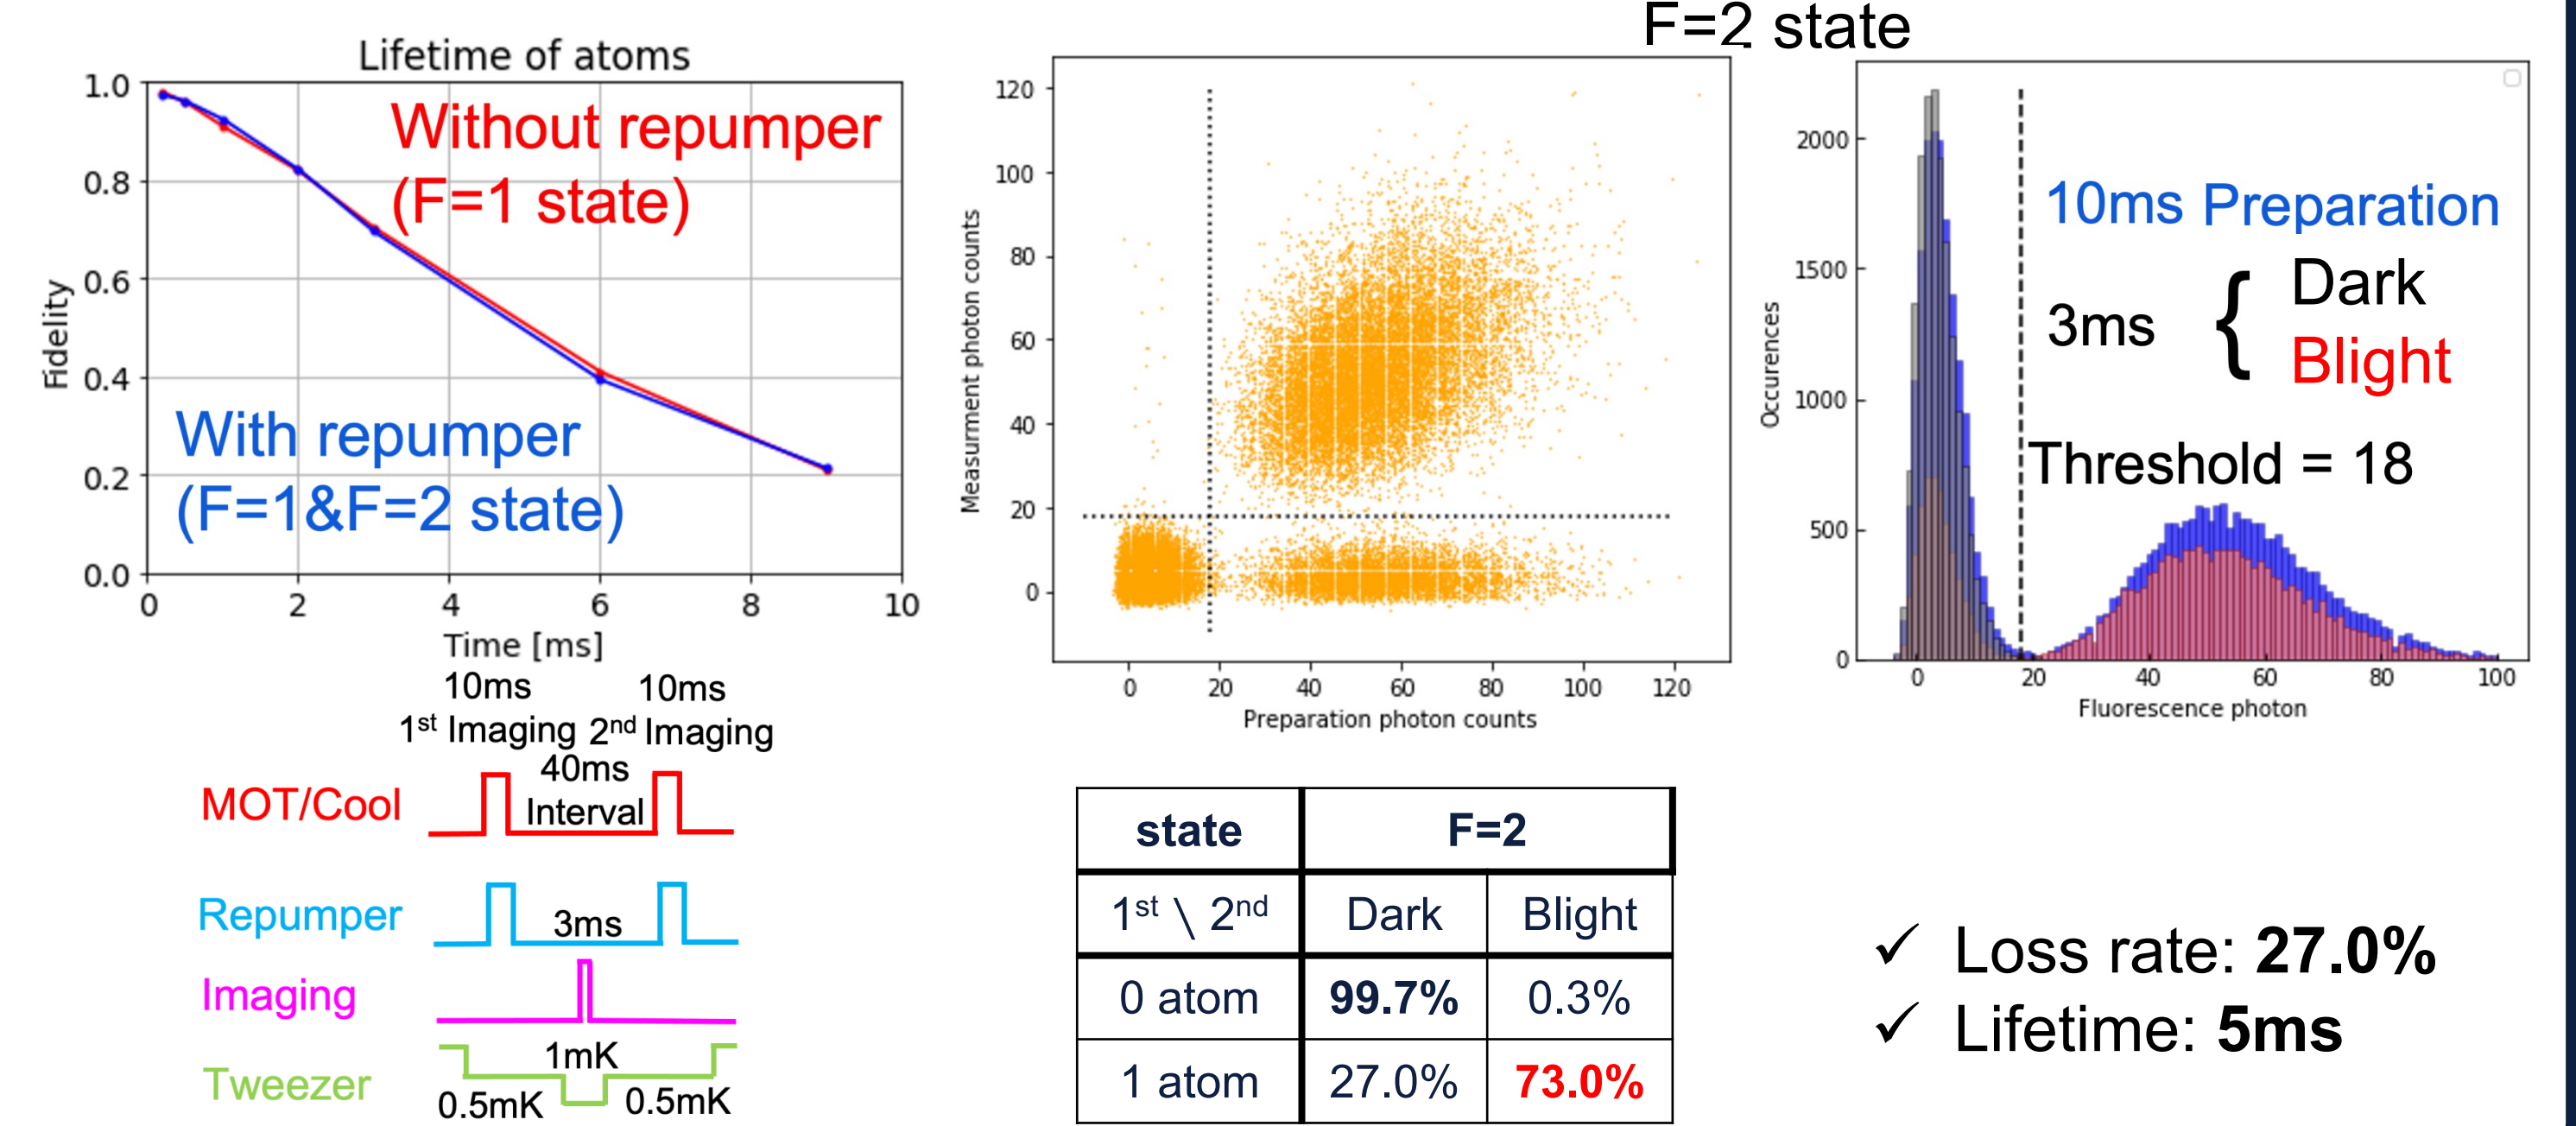 F=2 state
Lifetime of atoms
Fidelity
1.0
0.8
0.6
0.4
0.2
0.0
0 2 4 6 8 10
Time [ms]
Without repumper
(F=1 state)
With repumper
(F=1&F=2 state)
Measurment photon counts
120
100
80
60
40
20
0
0 20 40 60 80 100 120
Preparation photon counts
Occurences
2000
1500
1000
500
0
0 20 40 60 80 100
Fluorescence photon
10ms Preparation
3ms { Dark
Blight
Threshold = 18
10ms 10ms
1st Imaging 2nd Imaging
40ms
Interval
MOT/Cool
Repumper
3ms
Imaging
Tweezer
1mK
0.5mK 0.5mK
state F=2
1st \ 2nd Dark Blight
0 atom 99.7% 0.3%
1 atom 27.0% 73.0%
✓ Loss rate: 27.0%
✓ Lifetime: 5ms